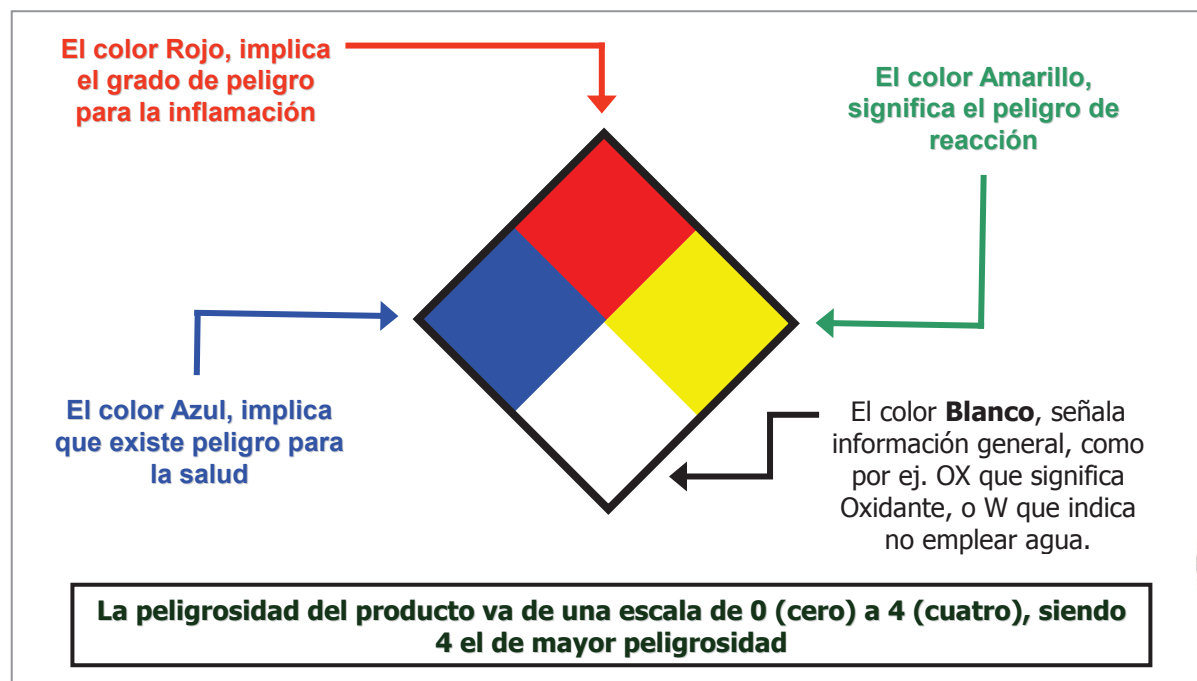 El color Rojo, implica
el grado de peligro
para la inflamación
El color Amarillo,
significa el peligro de
reacción
El color Azul, implica
que existe peligro para
la salud
El color Blanco, señala
información general, como
por ej. OX que significa
Oxidante, o W que indica
no emplear agua.
La peligrosidad del producto va de una escala de 0 (cero) a 4 (cuatro), siendo
4 el de mayor peligrosidad